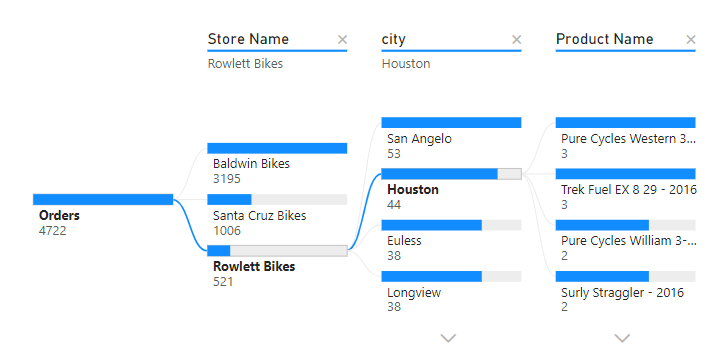 Store Name
Rowlett Bikes
city
Houston
Product Name
Orders
4722
Baldwin Bikes
3195
Santa Cruz Bikes
1006
Rowlett Bikes
521
San Angelo
53
Houston
44
Euless
38
Longview
38
Pure Cycles Western 3...
3
Trek Fuel EX 8 29 - 2016
3
Pure Cycles William 3-...
2
Surly Straggler - 2016
2